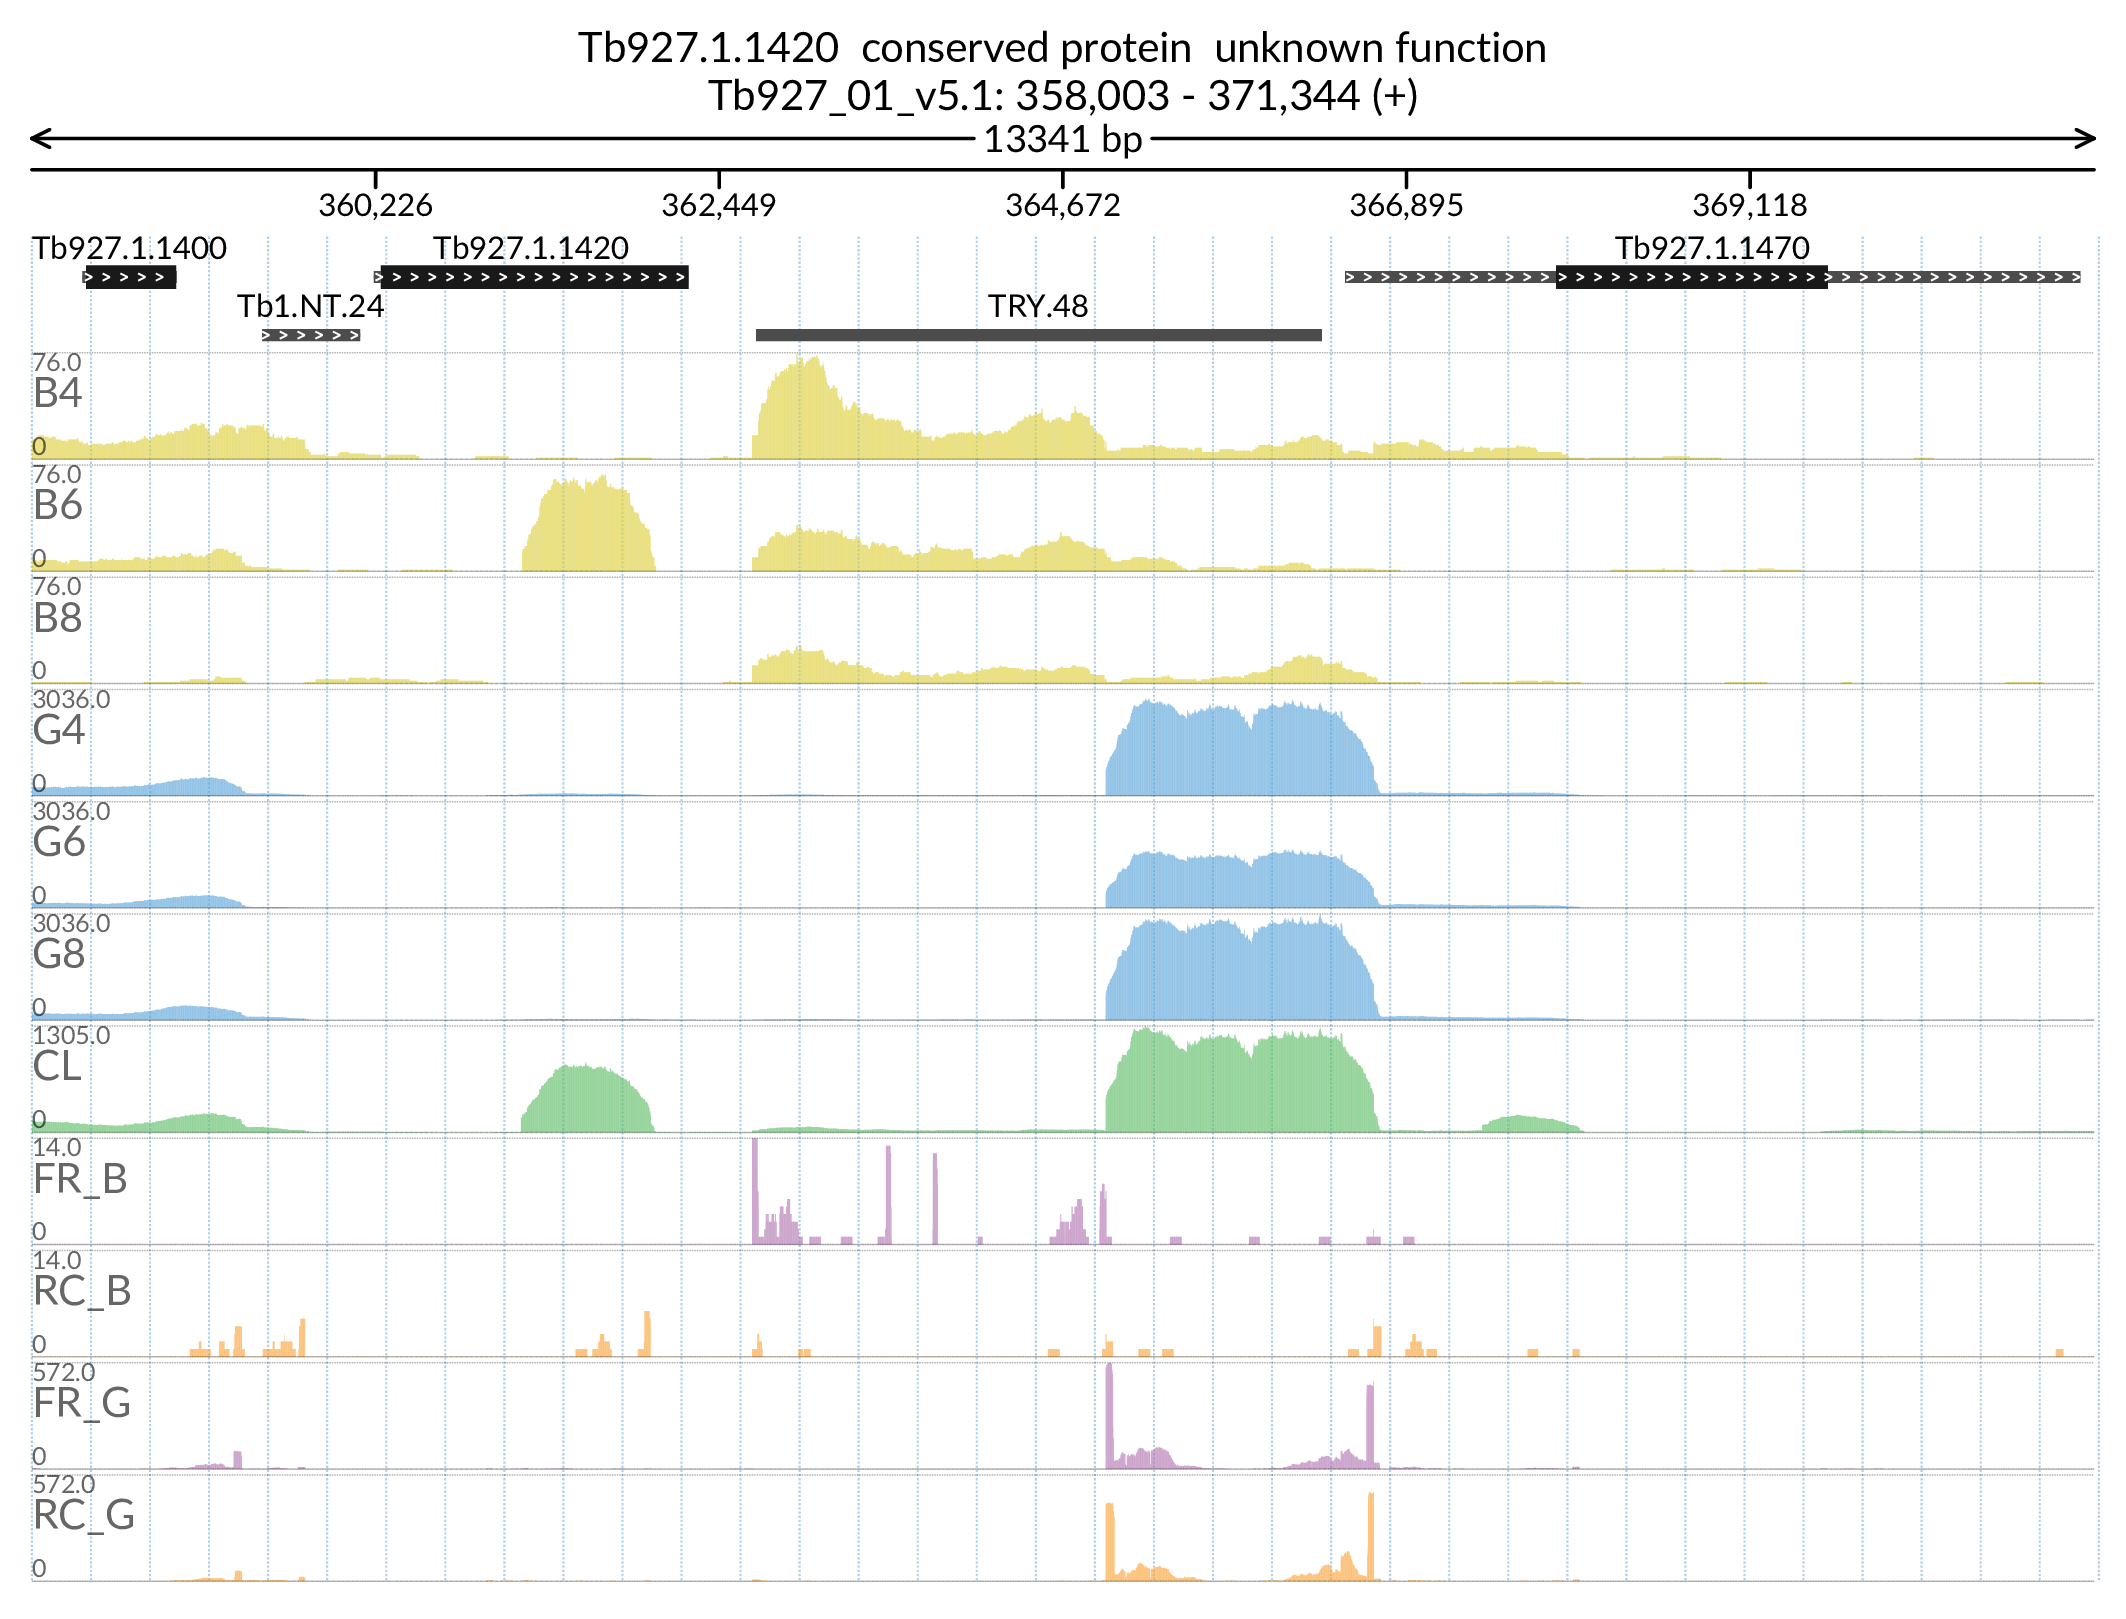 Tb927.1.1420  conserved protein  unknown function
Tb927_01_v5.1: 358,003 - 371,344 (+)
13341 bp
360,226 362,449 364,672 366,895 369,118
Tb927.1.1400 Tb927.1.1420 Tb927.1.1470
Tb1.NT.24 TRY.48
76.0
B4
0
76.0
B6
0
76.0
B8
0
3036.0
G4
0
3036.0
G6
0
3036.0
G8
0
1305.0
CL
0
14.0
FR_B
0
14.0
RC_B
0
572.0
FR_G
0
572.0
RC_G
0